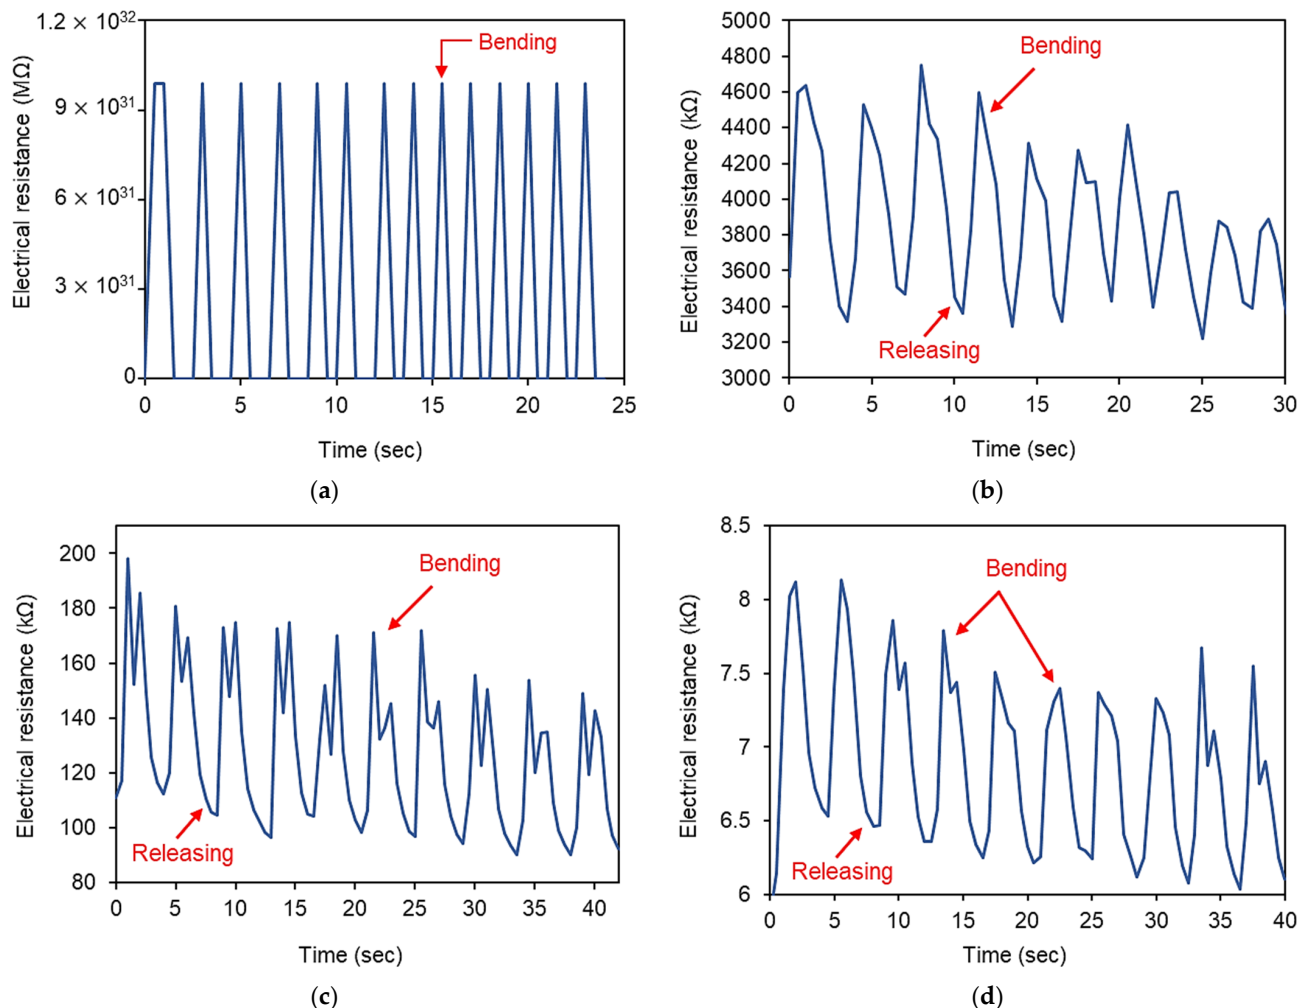 1.2 × 10³²
9 × 10³¹
6 × 10³¹
3 × 10³¹
0
Electrical resistance (MΩ)
Bending
0 5 10 15 20 25
Time (sec)
(a)
5000
4800
4600
4400
4200
4000
3800
3600
3400
3200
3000
Electrical resistance (kΩ)
Bending
Releasing
0 5 10 15 20 25 30
Time (sec)
(b)
200
180
160
140
120
100
80
Electrical resistance (kΩ)
Bending
Releasing
0 5 10 15 20 25 30 35 40
Time (sec)
(c)
8.5
8
7.5
7
6.5
6
Electrical resistance (kΩ)
Bending
Releasing
0 5 10 15 20 25 30 35 40
Time (sec)
(d)